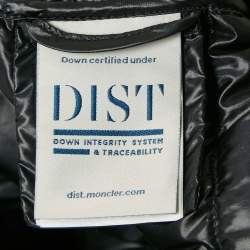 Down certified under
DIST
DOWN INTEGRITY SYSTEM
& TRACEABILITY
dist.moncler.com